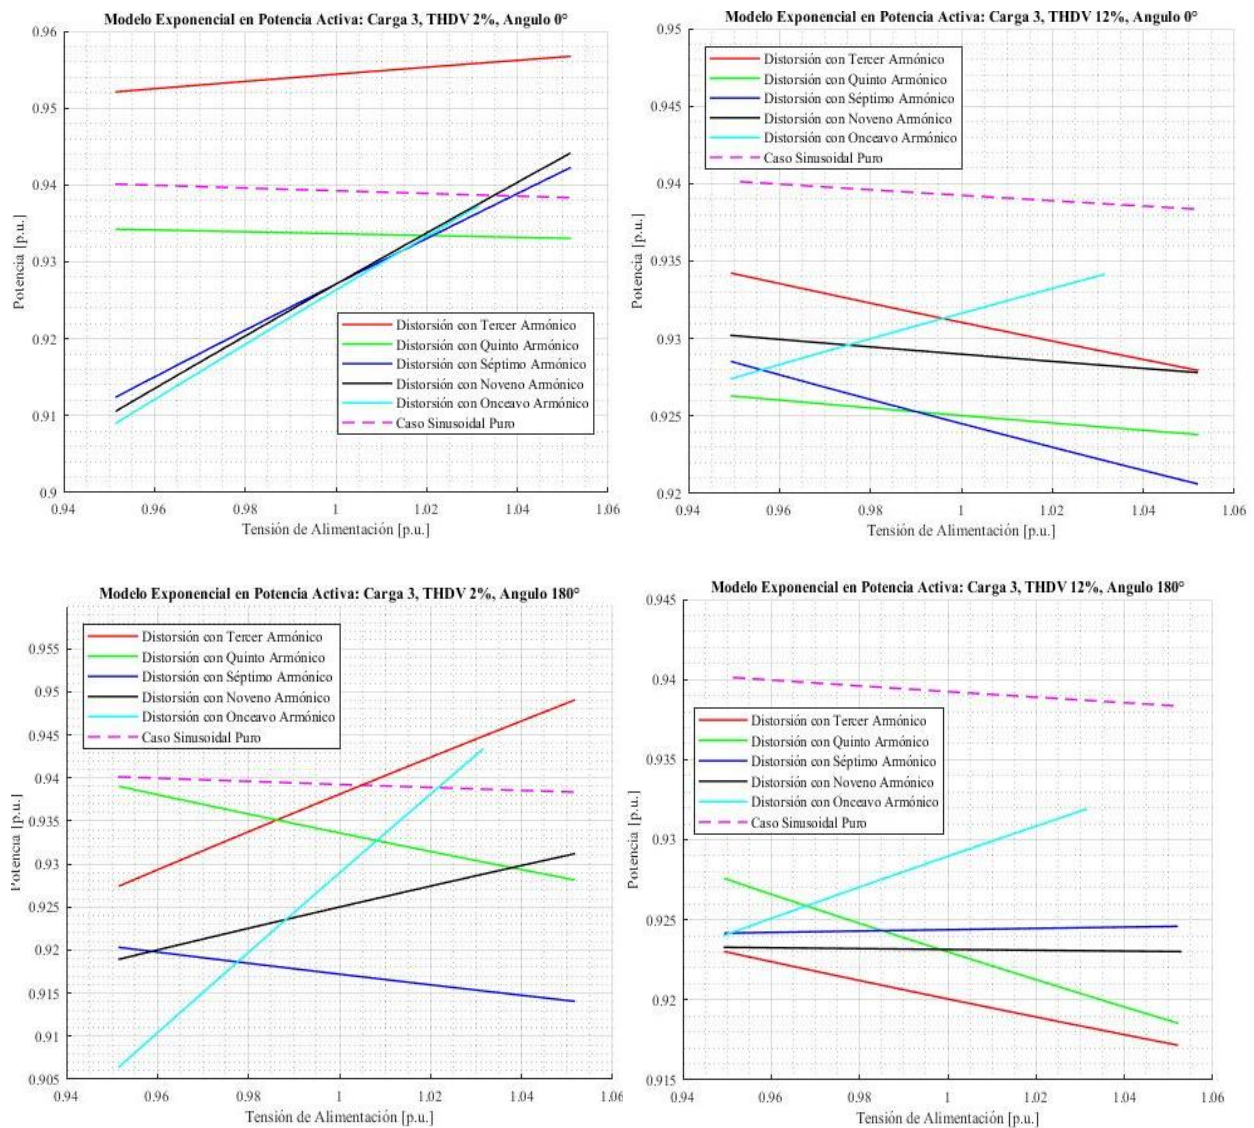 Modelo Exponencial en Potencia Activa: Carga 3, THDV 2%, Angulo 0°
0.96
0.95
0.94
0.93
0.92
0.91
0.9
Potencia [p.u.]
Distorsión con Tercer Armónico
Distorsión con Quinto Armónico
Distorsión con Séptimo Armónico
Distorsión con Noveno Armónico
Distorsión con Onceavo Armónico
Caso Sinusoidal Puro
0.94 0.96 0.98 1 1.02 1.04 1.06
Tensión de Alimentación [p.u.]
Modelo Exponencial en Potencia Activa: Carga 3, THDV 12%, Angulo 0°
0.95
0.945
0.94
0.935
0.93
0.925
0.92
Potencia [p.u.]
Distorsión con Tercer Armónico
Distorsión con Quinto Armónico
Distorsión con Séptimo Armónico
Distorsión con Noveno Armónico
Distorsión con Onceavo Armónico
Caso Sinusoidal Puro
0.94 0.96 0.98 1 1.02 1.04 1.06
Tensión de Alimentación [p.u.]
Modelo Exponencial en Potencia Activa: Carga 3, THDV 2%, Angulo 180°
0.955
0.95
0.945
0.94
0.935
0.93
0.925
0.92
0.915
0.91
0.905
Potencia [p.u.]
Distorsión con Tercer Armónico
Distorsión con Quinto Armónico
Distorsión con Séptimo Armónico
Distorsión con Noveno Armónico
Distorsión con Onceavo Armónico
Caso Sinusoidal Puro
0.94 0.96 0.98 1 1.02 1.04 1.06
Tensión de Alimentación [p.u.]
Modelo Exponencial en Potencia Activa: Carga 3, THDV 12%, Angulo 180°
0.945
0.94
0.935
0.93
0.925
0.92
0.915
Potencia [p.u.]
Distorsión con Tercer Armónico
Distorsión con Quinto Armónico
Distorsión con Séptimo Armónico
Distorsión con Noveno Armónico
Distorsión con Onceavo Armónico
Caso Sinusoidal Puro
0.94 0.96 0.98 1 1.02 1.04 1.06
Tensión de Alimentación [p.u.]